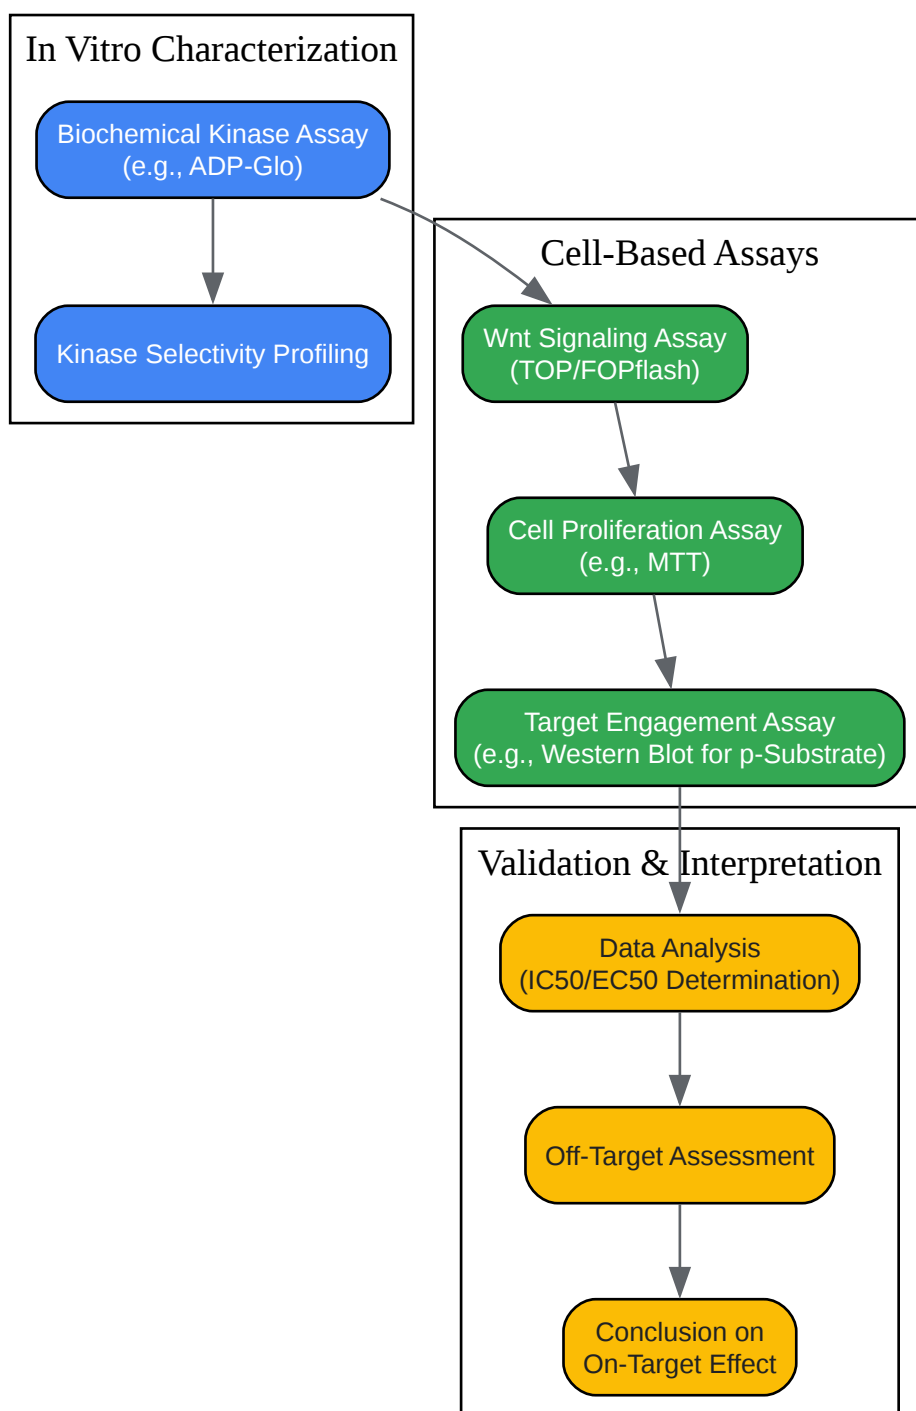 In Vitro Characterization
Biochemical Kinase Assay
(e.g., ADP-Glo)
Kinase Selectivity Profiling
Cell-Based Assays
Wnt Signaling Assay
(TOP/FOPflash)
Cell Proliferation Assay
(e.g., MTT)
Target Engagement Assay
(e.g., Western Blot for p-Substrate)
Validation & Interpretation
Data Analysis
(IC50/EC50 Determination)
Off-Target Assessment
Conclusion on
On-Target Effect